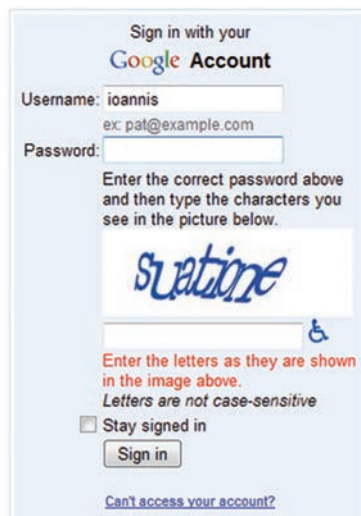 Sign in with your
Google Account
Username: ioannis
ex: pat@example.com
Password:
Enter the correct password above
and then type the characters you
see in the picture below.
suatione
Enter the letters as they are shown
in the image above.
Letters are not case-sensitive
Stay signed in
Sign in
Can't access your account?